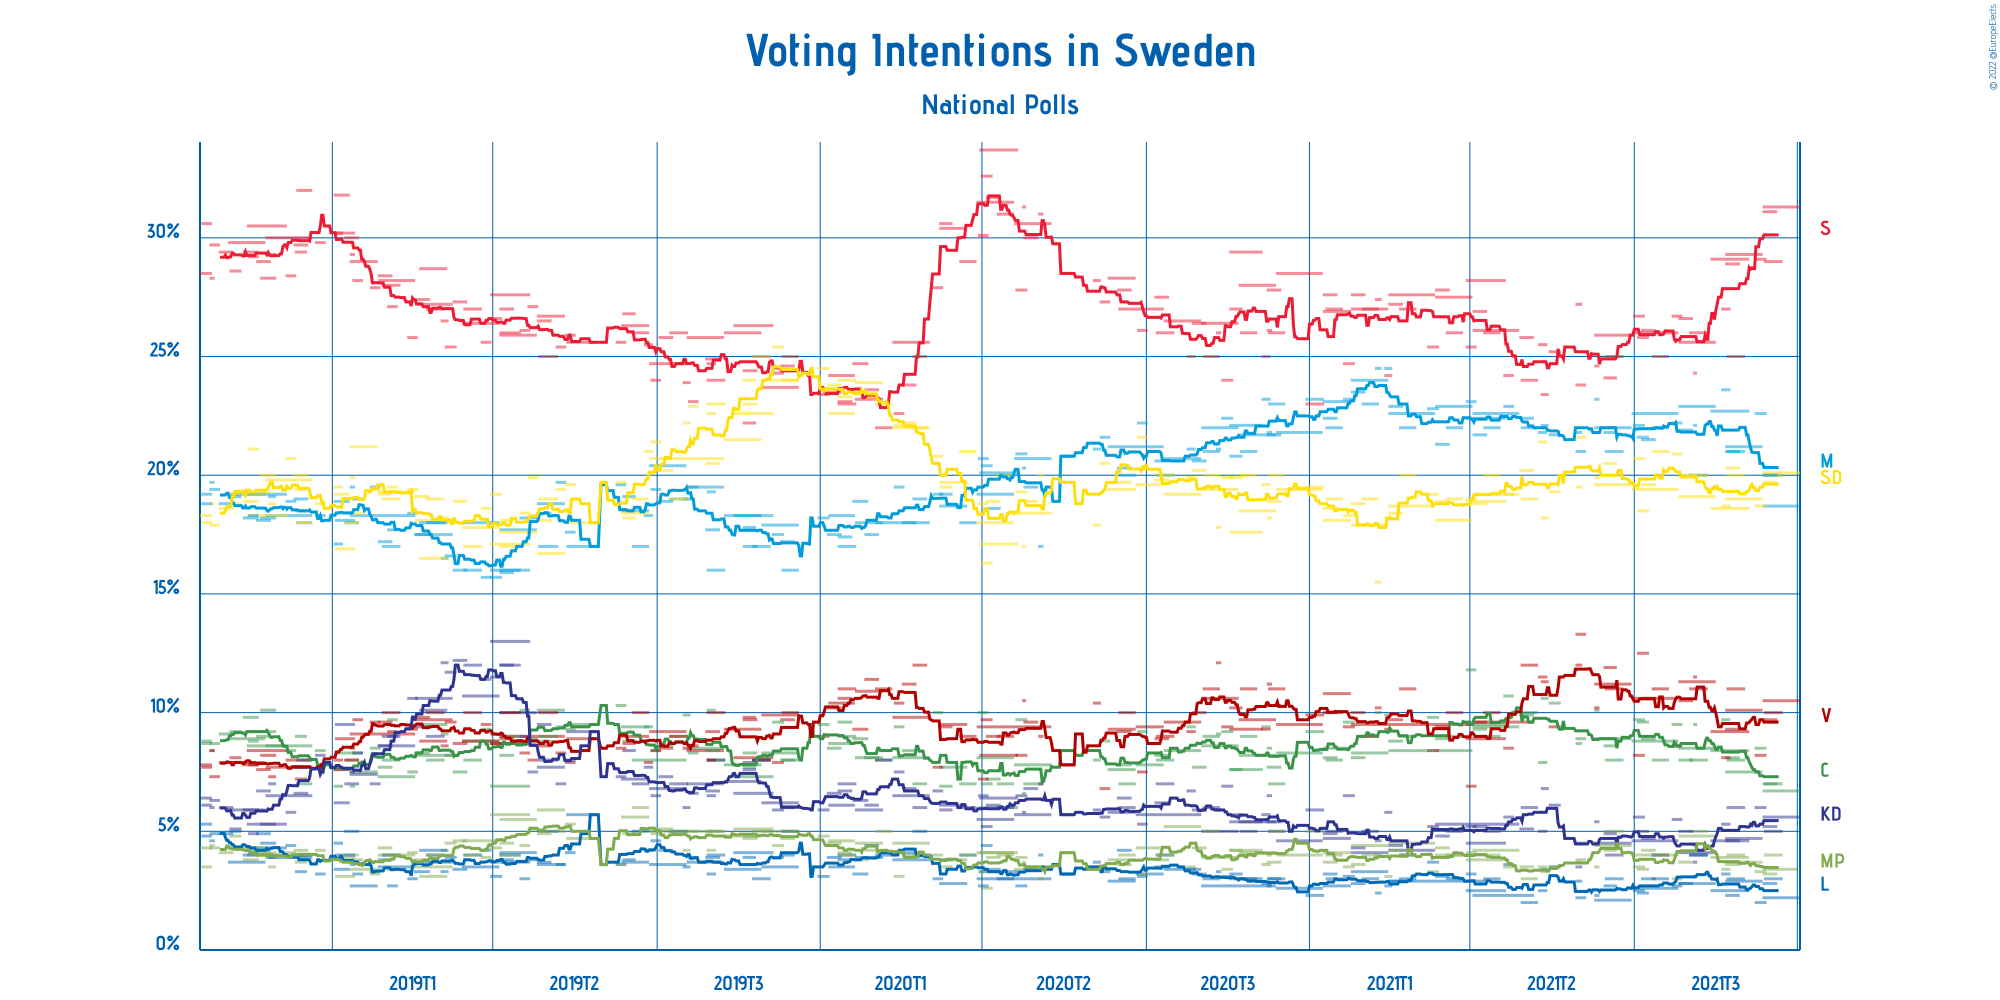 Voting Intentions in Sweden
National Polls
© 2022 @EuropeElects
30%
25%
20%
15%
10%
5%
0%
S
M
SD
V
C
KD
MP
L
2019T1 2019T2 2019T3 2020T1 2020T2 2020T3 2021T1 2021T2 2021T3